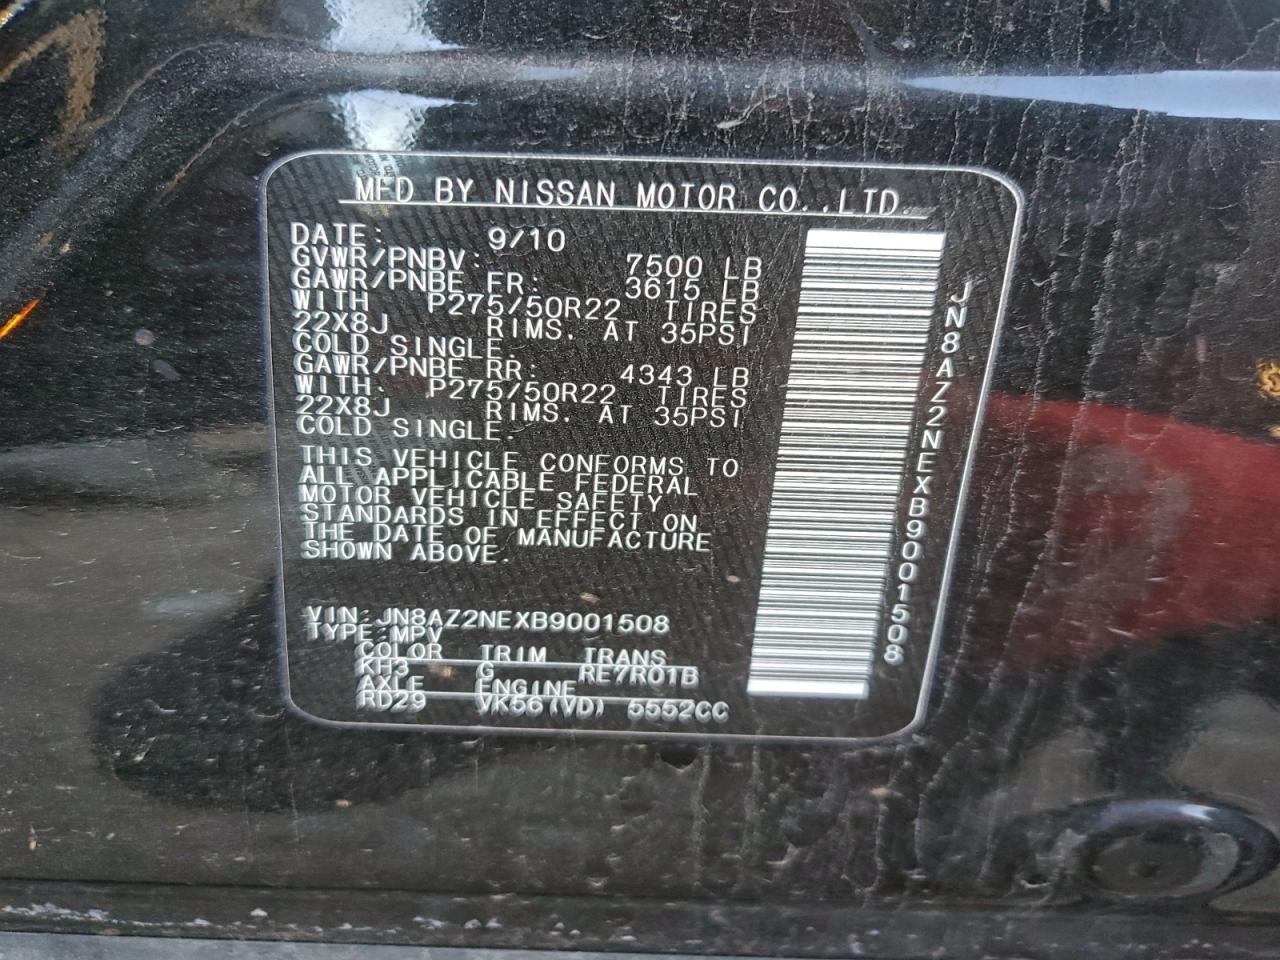 MFD BY NISSAN MOTOR CO.,LTD.
DATE: 9/10
GVWR/PNBV: 7500 LB
GAWR/PNBE FR: 3615 LB
WITH P275/50R22 TIRES
22X8J RIMS. AT 35PSI
COLD SINGLE.
GAWR/PNBE RR: 4343 LB
WITH. P275/50R22 TIRES
22X8J RIMS. AT 35PSI
COLD SINGLE.
THIS VEHICLE CONFORMS TO
ALL APPLICABLE FEDERAL
MOTOR VEHICLE SAFETY
STANDARDS IN EFFECT ON
THE DATE OF MANUFACTURE
SHOWN ABOVE.
VIN:JN8AZ2NEXB9001508
TYPE:MPV
COLOR TRIM TRANS
KH3 G RE7R01B
AXLE ENGINE
RD29 VK56(VD) 5552CC
JN8AZ2NEXB9001508